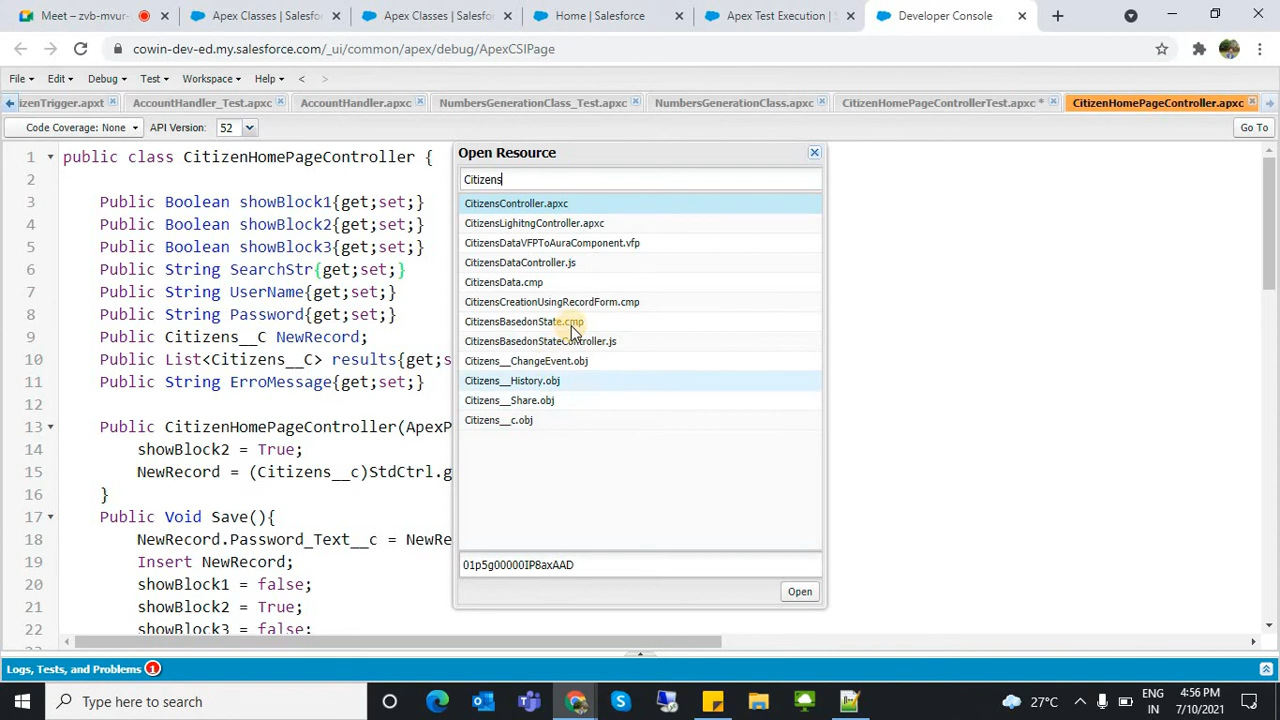 Meet – zvb-mvur-
Apex Classes | Salesfo
Apex Classes | Salesfo
Home | Salesforce
Apex Test Execution | S
Developer Console
cowin-dev-ed.my.salesforce.com/_ui/common/apex/debug/ApexCSIPage
File Edit Debug Test Workspace Help < >
izenTrigger.apxt
AccountHandler_Test.apxc
AccountHandler.apxc
NumbersGenerationClass_Test.apxc
NumbersGenerationClass.apxc
CitizenHomePageControllerTest.apxc *
CitizenHomePageController.apxc
Code Coverage: None API Version: 52 Go To
1 public class CitizenHomePageController {
2
3 Public Boolean showBlock1{get;set;}
4 Public Boolean showBlock2{get;set;}
5 Public Boolean showBlock3{get;set;}
6 Public String SearchStr{get;set;}
7 Public String UserName{get;set;}
8 Public String Password{get;set;}
9 Public Citizens__C NewRecord;
10 Public List<Citizens__C> results{get;
11 Public String ErroMessage{get;set;}
12
13 Public CitizenHomePageController(ApexP
14 showBlock2 = True;
15 NewRecord = (Citizens__c)StdCtrl.g
16 }
17 Public Void Save(){
18 NewRecord.Password_Text__c = NewRe
19 Insert NewRecord;
20 showBlock1 = false;
21 showBlock2 = True;
22 showBlock3 = false;
Open Resource
Citizens
CitizensController.apxc
CitizensLighitngController.apxc
CitizensDataVFPToAuraComponent.vfp
CitizensDataController.js
CitizensData.cmp
CitizensCreationUsingRecordForm.cmp
CitizensBasedonState.cmp
CitizensBasedonStateController.js
Citizens__ChangeEvent.obj
Citizens__History.obj
Citizens__Share.obj
Citizens__c.obj
01p5g00000IP8axAAD
Open
Logs, Tests, and Problems 1
Type here to search
27°C
ENG
IN
4:56 PM
7/10/2021